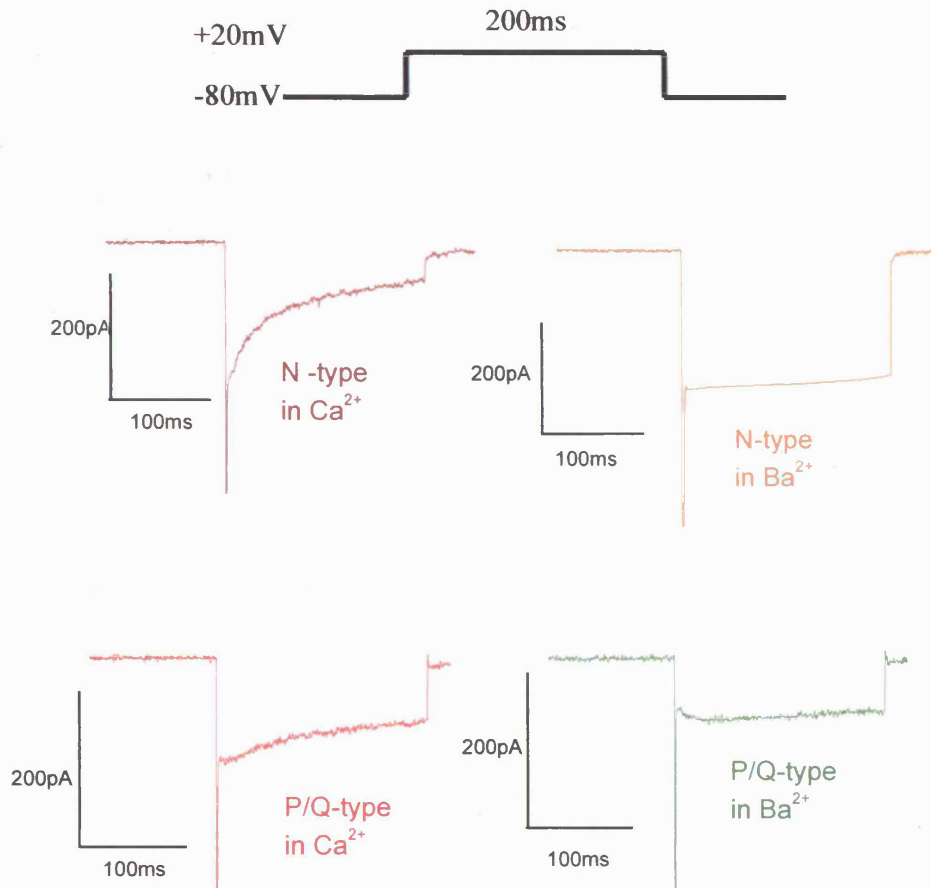 +20mV
200ms
-80mV
200pA
100ms
N -type
in Ca²⁺
200pA
100ms
N-type
in Ba²⁺
200pA
100ms
P/Q-type
in Ca²⁺
200pA
100ms
P/Q-type
in Ba²⁺